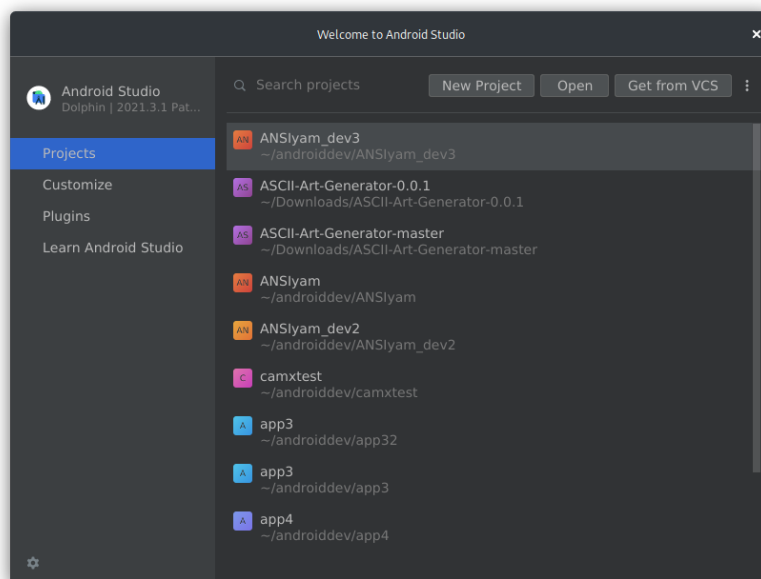 Welcome to Android Studio
Android Studio
Dolphin | 2021.3.1 Pat...
Projects
Customize
Plugins
Learn Android Studio
Search projects
New Project
Open
Get from VCS
AN
ANSIyam_dev3
~/androiddev/ANSIyam_dev3
AS
ASCII-Art-Generator-0.0.1
~/Downloads/ASCII-Art-Generator-0.0.1
AS
ASCII-Art-Generator-master
~/Downloads/ASCII-Art-Generator-master
AN
ANSIyam
~/androiddev/ANSIyam
AN
ANSIyam_dev2
~/androiddev/ANSIyam_dev2
C
camxtest
~/androiddev/camxtest
A
app3
~/androiddev/app32
A
app3
~/androiddev/app3
A
app4
~/androiddev/app4